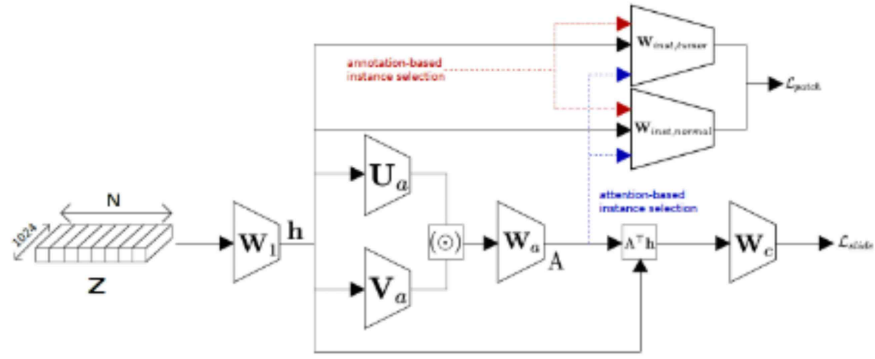 W_inst,tumor
annotation-based
instance selection
L_patch
W_inst,normal
U_a
N
attention-based
instance selection
1024
W_1
h
(⊙)
W_a
A
A^⊤h
W_c
L_slide
Z
V_a